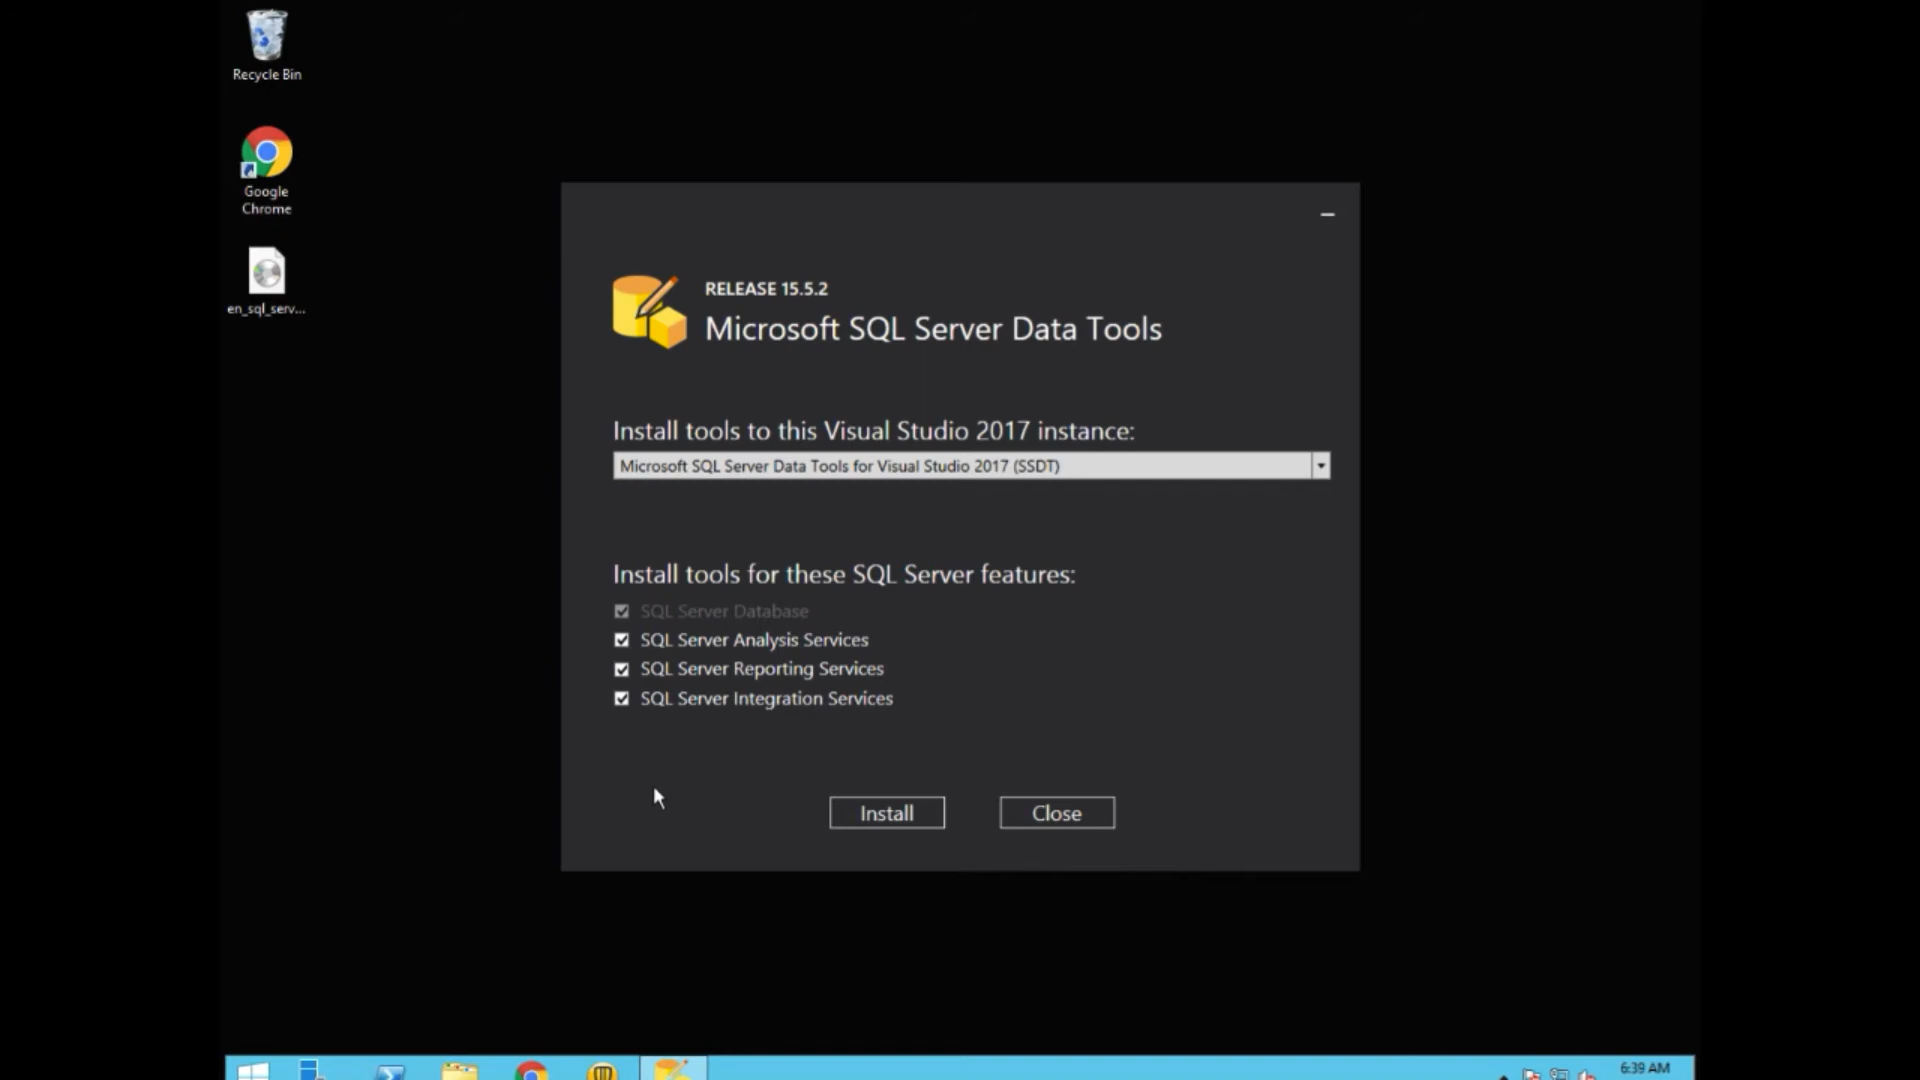 Recycle Bin
Google
Chrome
en_sql_serv...
RELEASE 15.5.2
Microsoft SQL Server Data Tools
Install tools to this Visual Studio 2017 instance:
Microsoft SQL Server Data Tools for Visual Studio 2017 (SSDT)
Install tools for these SQL Server features:
SQL Server Database
SQL Server Analysis Services
SQL Server Reporting Services
SQL Server Integration Services
Install
Close
6:39 AM